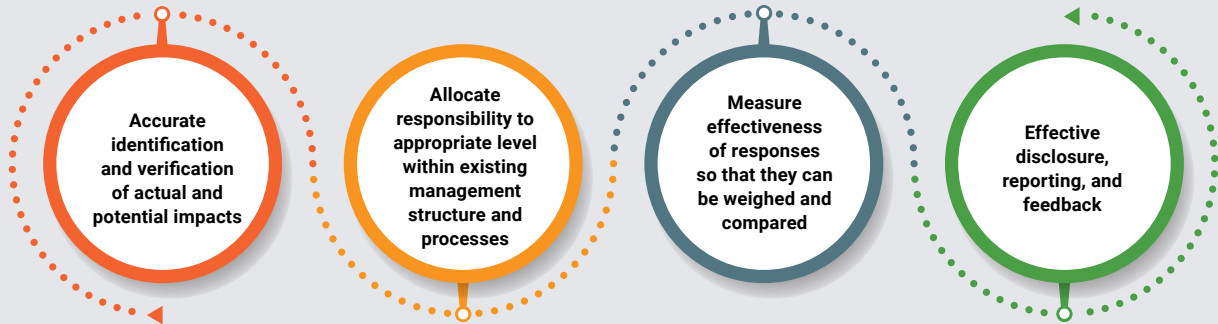 Accurate
identification
and verification
of actual and
potential impacts
Allocate
responsibility to
appropriate level
within existing
management
structure and
processes
Measure
effectiveness
of responses
so that they can
be weighed and
compared
Effective
disclosure,
reporting, and
feedback